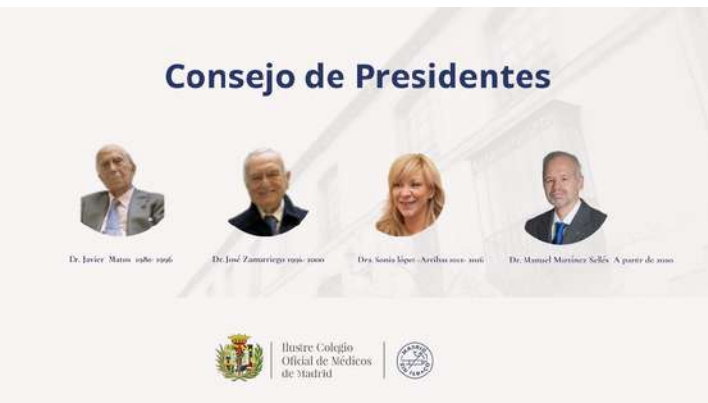 Consejo de Presidentes
Dr. Javier Matos 1980- 1996
Dr. José Zamarriego 1996- 2000
Dra. Sonia lópez -Arribas 2012- 2016
Dr. Manuel Martínez Sellés A partir de 2020
Ilustre Colegio
Oficial de Médicos
de Madrid